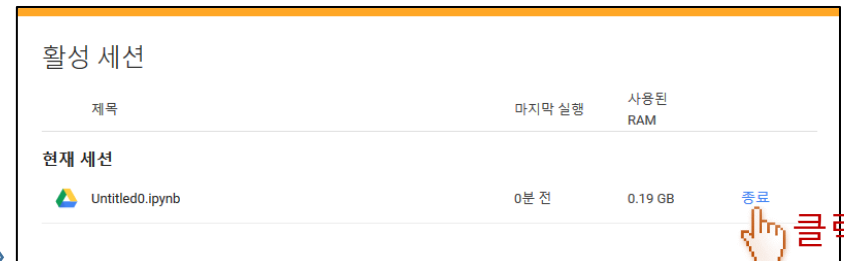 활성 세션
제목 마지막 실행 사용된 RAM
현재 세션
Untitled0.ipynb 0분 전 0.19 GB 종료